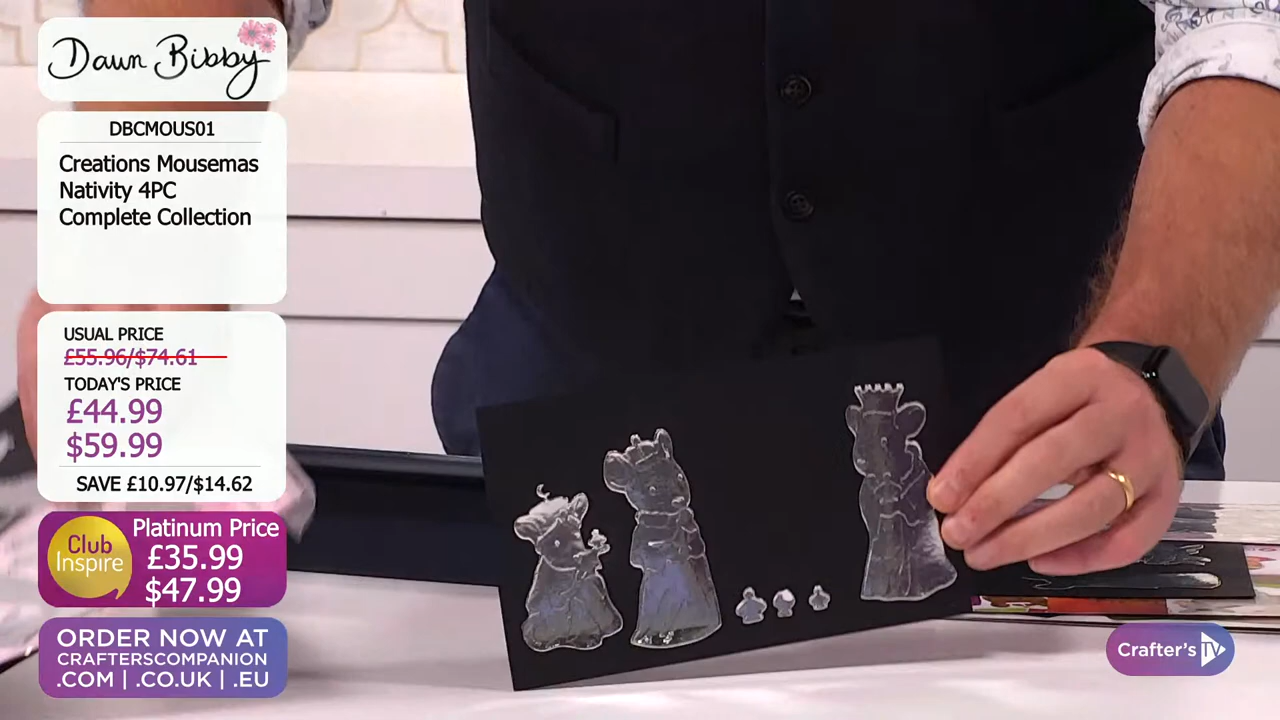 Dawn Bibby
DBCMOUS01
Creations Mousemas
Nativity 4PC
Complete Collection
USUAL PRICE
£55.96/$74.61
TODAY'S PRICE
£44.99
$59.99
SAVE £10.97/$14.62
Club
Inspire
Platinum Price
£35.99
$47.99
ORDER NOW AT
CRAFTERSCOMPANION
.COM | .CO.UK | .EU
Crafter's TV